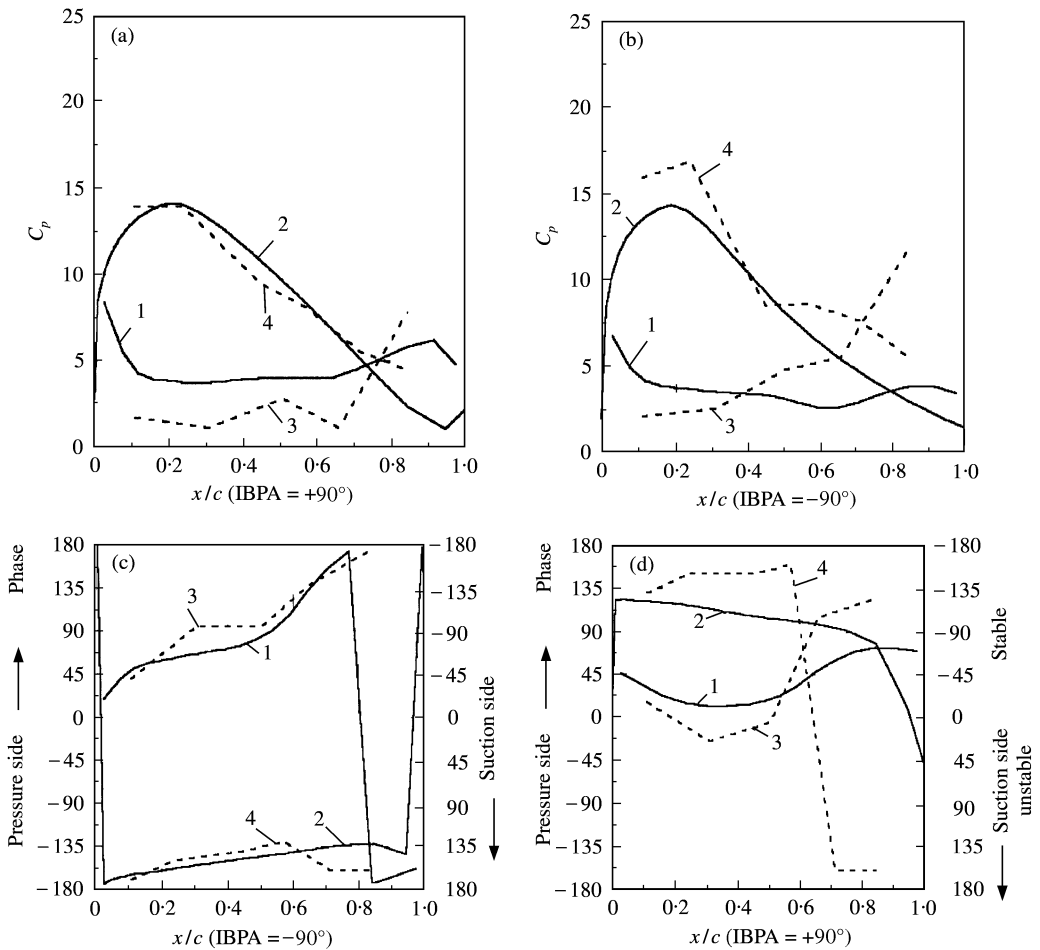 (a)
25
20
15
10
5
0
C_p
1
2
3
4
0 0·2 0·4 0·6 0·8 1·0
x/c (IBPA = +90°)
(b)
25
20
15
10
5
0
C_p
4
2
1
3
0 0·2 0·4 0·6 0·8 1·0
x/c (IBPA = −90°)
(c)
180
135
90
45
0
−45
−90
−135
−180
Phase
Pressure side
3
1
4
2
−180
−135
−90
−45
0
45
90
135
180
Suction side
0 0·2 0·4 0·6 0·8 1·0
x/c (IBPA = −90°)
(d)
180
135
90
45
0
−45
−90
−135
−180
Phase
Pressure side
4
2
1
3
−180
−135
−90
−45
0
45
90
135
180
Stable
Suction side
unstable
0 0·2 0·4 0·6 0·8 1·0
x/c (IBPA = +90°)